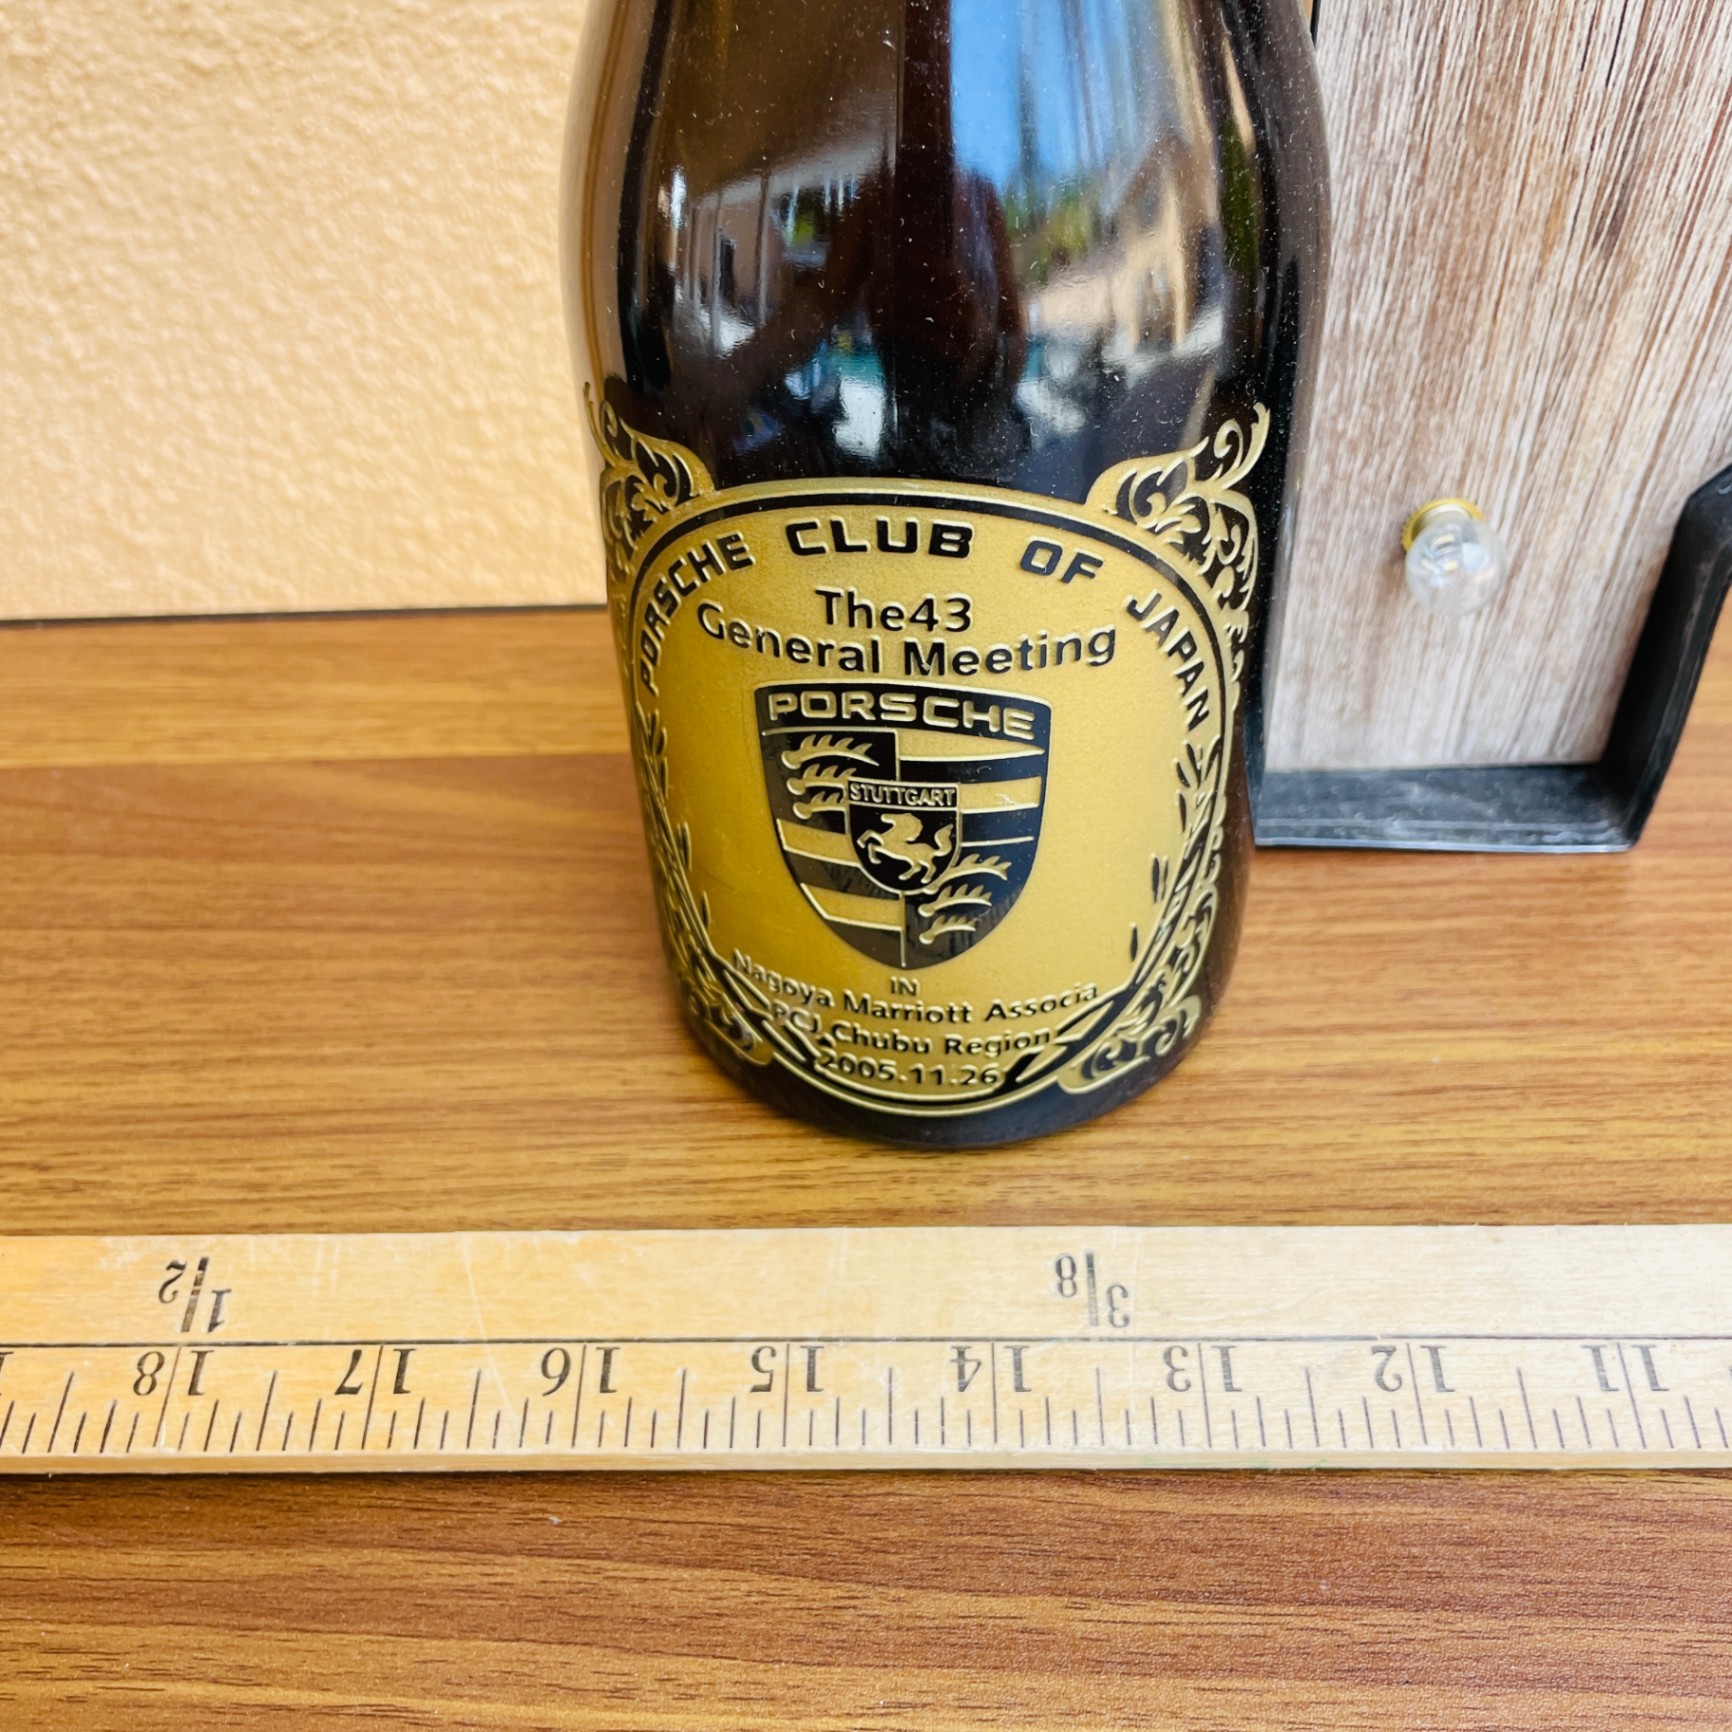 PORSCHE CLUB OF JAPAN
The43
General Meeting
PORSCHE
STUTTGART
IN
Nagoya Marriott Associa
PCJ Chubu Region
2005.11.26
1/2
3/8
18 17 16 15 14 13 12 11